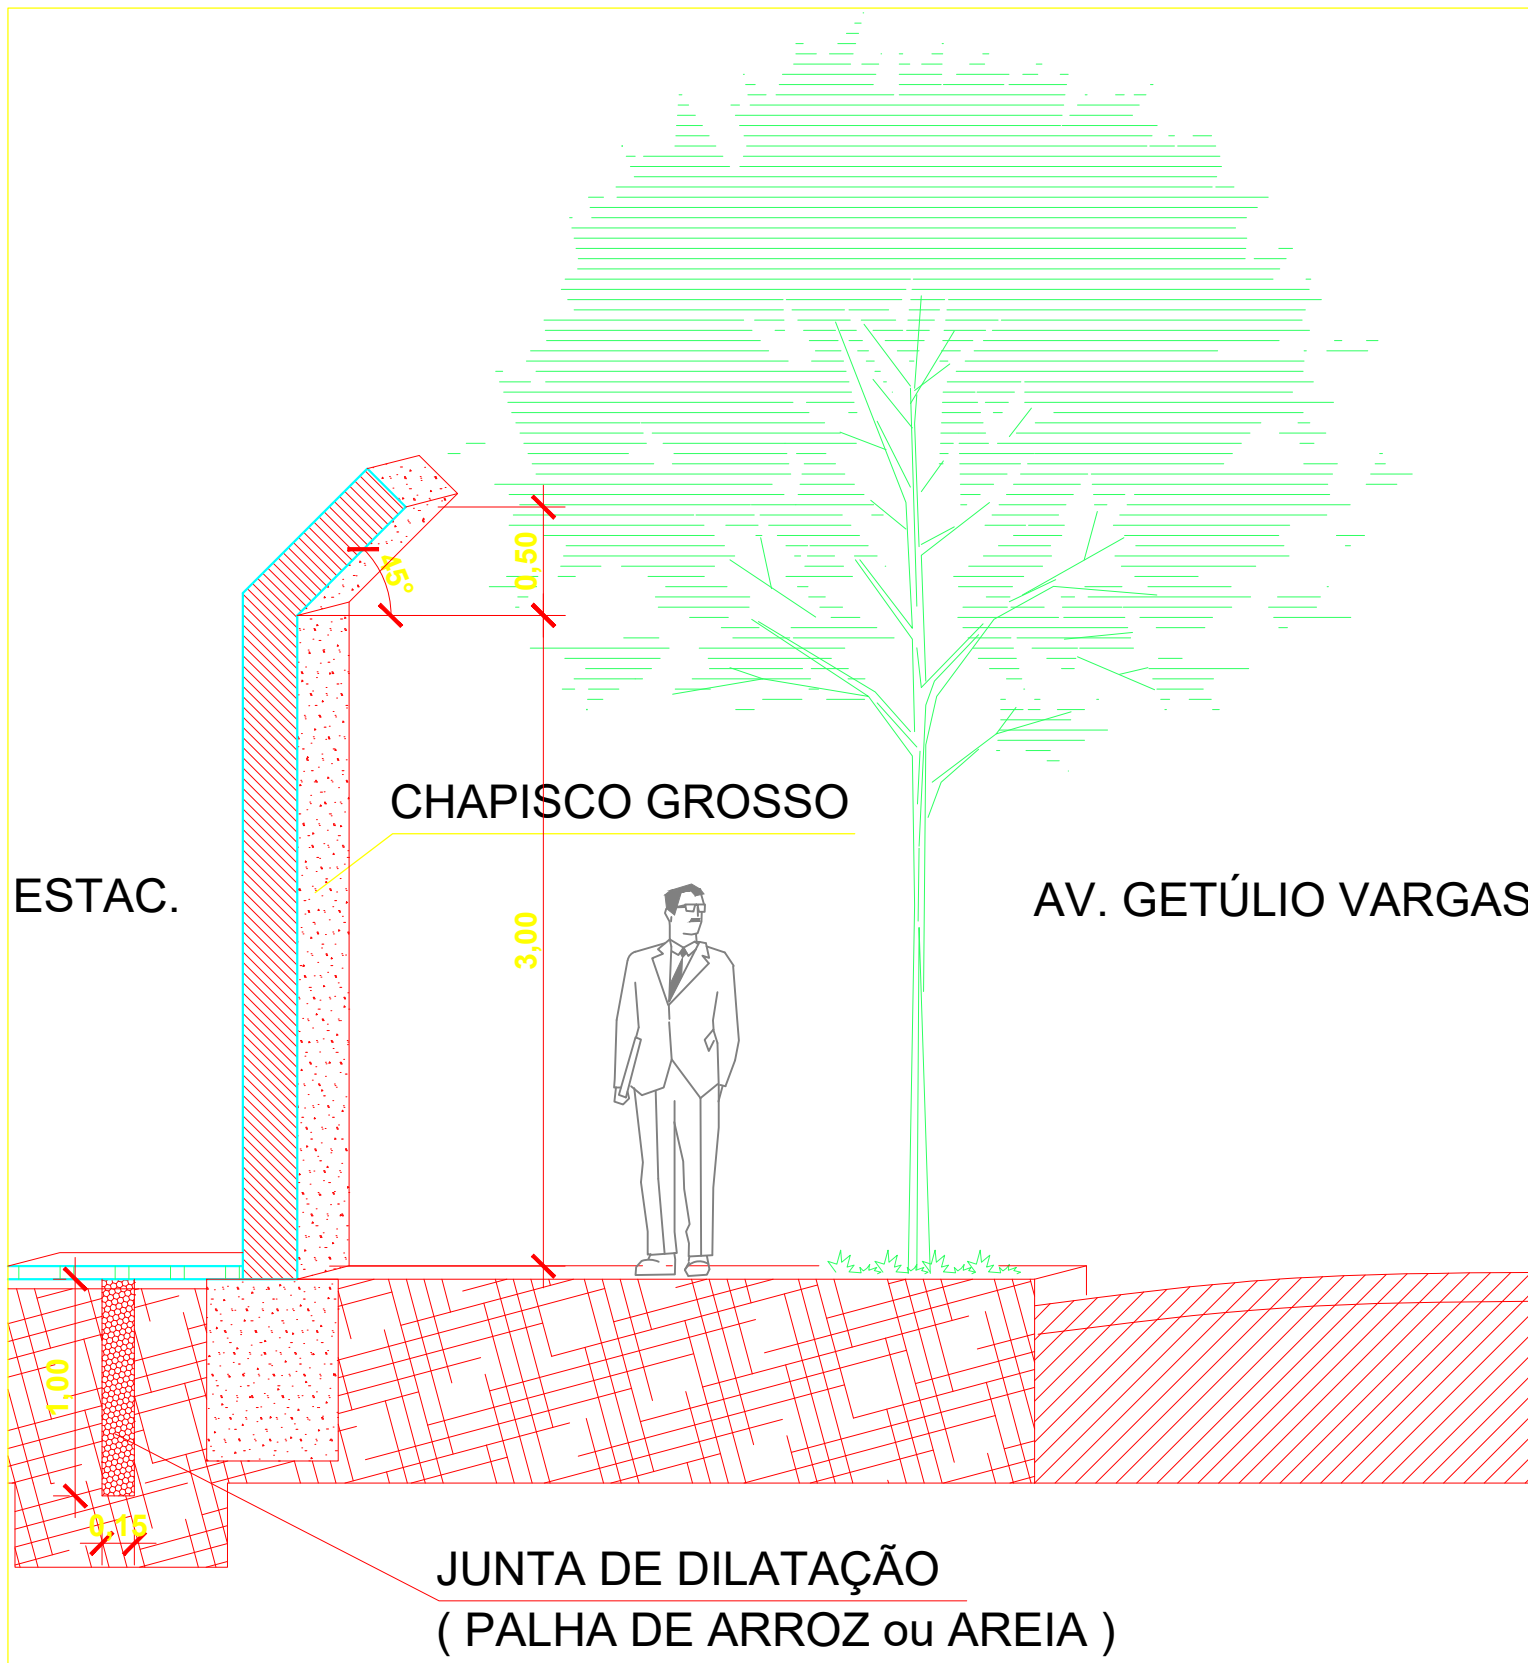 45°
0,50
CHAPISCO GROSSO
ESTAC.
AV. GETÚLIO VARGAS
3,00
1,00
0,15
JUNTA DE DILATAÇÃO
( PALHA DE ARROZ ou AREIA )